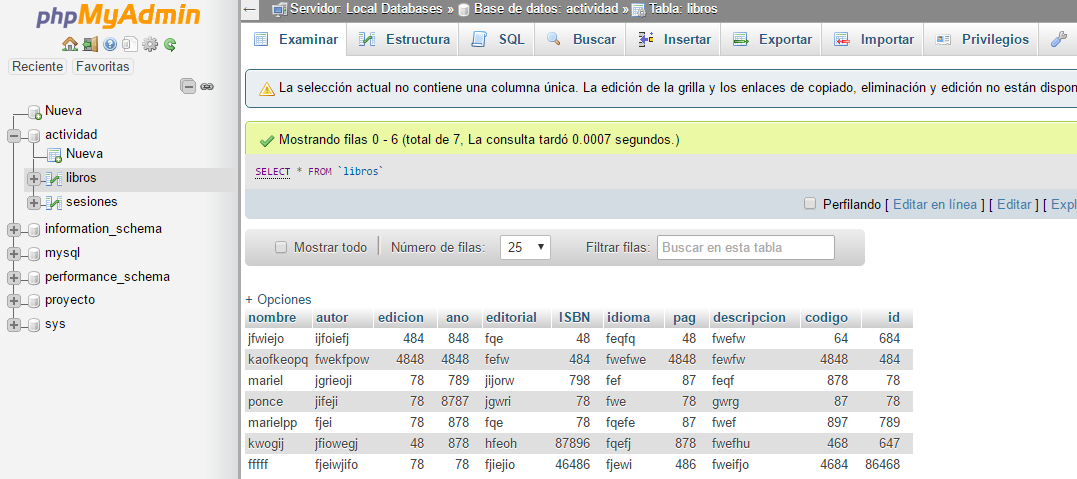 phpMyAdmin
Reciente Favoritas
Nueva
actividad
Nueva
libros
sesiones
information_schema
mysql
performance_schema
proyecto
sys
Servidor: Local Databases » Base de datos: actividad » Tabla: libros
Examinar Estructura SQL Buscar Insertar Exportar Importar Privilegios
La selección actual no contiene una columna única. La edición de la grilla y los enlaces de copiado, eliminación y edición no están dispon
Mostrando filas 0 - 6 (total de 7, La consulta tardó 0.0007 segundos.)
SELECT * FROM `libros`
Perfilando [ Editar en línea ] [ Editar ] [ Expl
Mostrar todo Número de filas: 25 Filtrar filas: Buscar en esta tabla
+ Opciones
nombre autor edicion ano editorial ISBN idioma pag descripcion codigo id
jfwiejo ijfoiefj 484 848 fqe 48 feqfq 48 fwefw 64 684
kaofkeopq fwekfpow 4848 4848 fefw 484 fwefwe 4848 fewfw 4848 484
mariel jgrieoji 78 789 jijorw 798 fef 87 feqf 878 78
ponce jifeji 78 8787 jgwri 78 fwe 78 gwrg 87 78
marielpp fjei 78 878 fqe 78 fqefe 87 fwef 897 789
kwogij jfiowegj 48 878 hfeoh 87896 fqefj 878 fwefhu 468 647
fffff fjeiwjifo 78 78 fjiejio 46486 fjewi 486 fweifjo 4684 86468